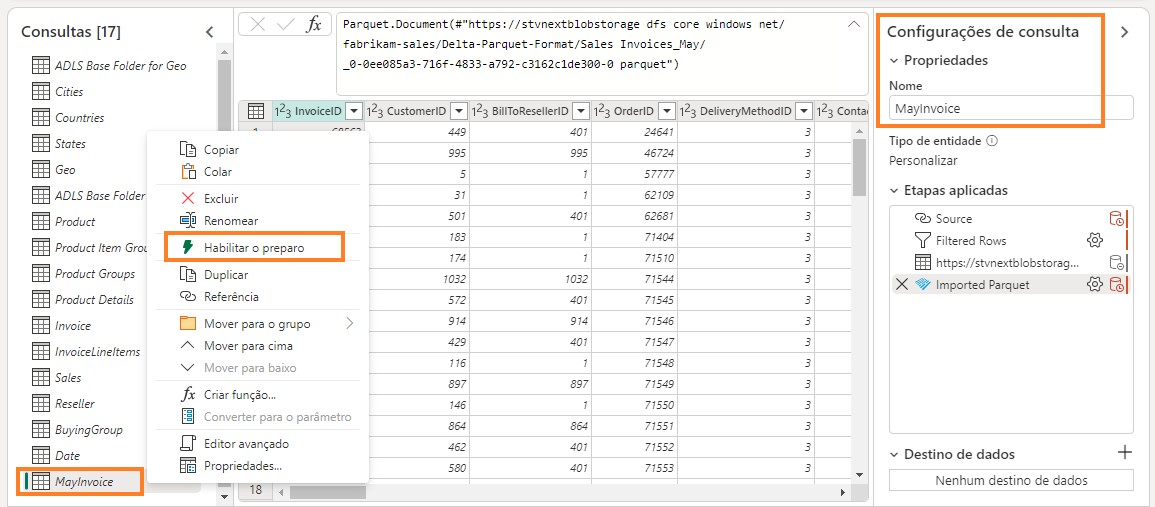 Consultas [17]
ADLS Base Folder for Geo
Cities
Countries
States
Geo
ADLS Base Folder
Product
Product Item Grou
Product Groups
Product Details
Invoice
InvoiceLineItems
Sales
Reseller
BuyingGroup
Date
MayInvoice
Copiar
Colar
Excluir
Renomear
Habilitar o preparo
Duplicar
Referência
Mover para o grupo
Mover para cima
Mover para baixo
Criar função...
Converter para o parâmetro
Editor avançado
Propriedades...
fx
Parquet.Document(#"https://stvnextblobstorage dfs core windows net/
fabrikam-sales/Delta-Parquet-Format/Sales Invoices_May/
_0-0ee085a3-716f-4833-a792-c3162c1de300-0 parquet")
InvoiceID CustomerID BillToResellerID OrderID DeliveryMethodID Conta
1 68563 449 401 24641 3
995 995 46724 3
5 1 57777 3
31 1 62109 3
501 401 62681 3
183 1 71404 3
174 1 71510 3
1032 1032 71544 3
572 401 71545 3
914 914 71546 3
429 401 71547 3
116 1 71548 3
897 897 71549 3
146 1 71550 3
864 864 71551 3
462 401 71552 3
580 401 71553 3
18
Configurações de consulta
Propriedades
Nome
MayInvoice
Tipo de entidade
Personalizar
Etapas aplicadas
Source
Filtered Rows
https://stvnextblobstorag...
Imported Parquet
Destino de dados
Nenhum destino de dados